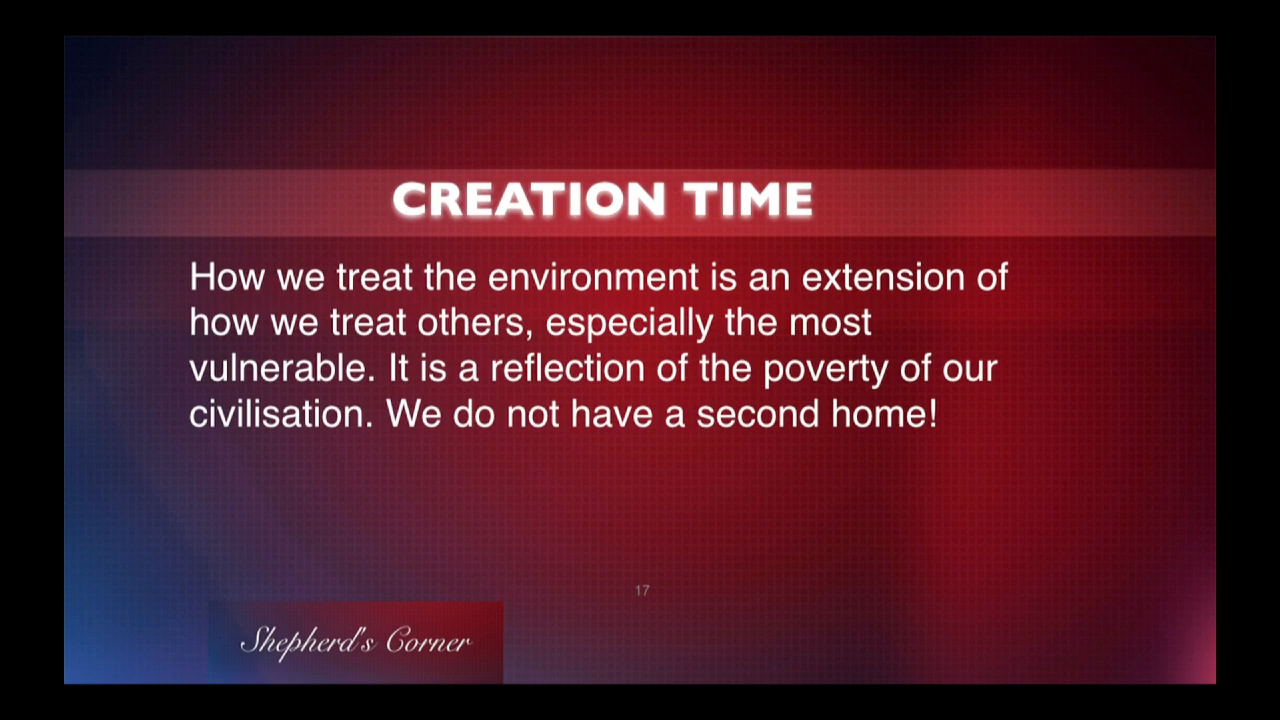 CREATION TIME
How we treat the environment is an extension of
how we treat others, especially the most
vulnerable. It is a reflection of the poverty of our
civilisation. We do not have a second home!
17
Shepherd's Corner